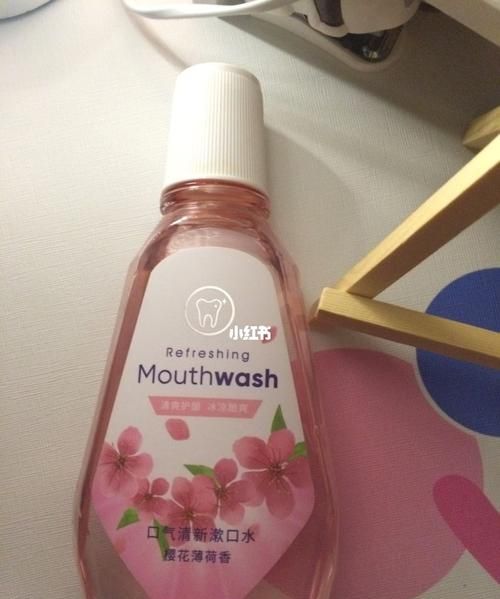 小红书
Refreshing
Mouthwash
清爽护龈 冰凉酷爽
口气清新漱口水
樱花薄荷香